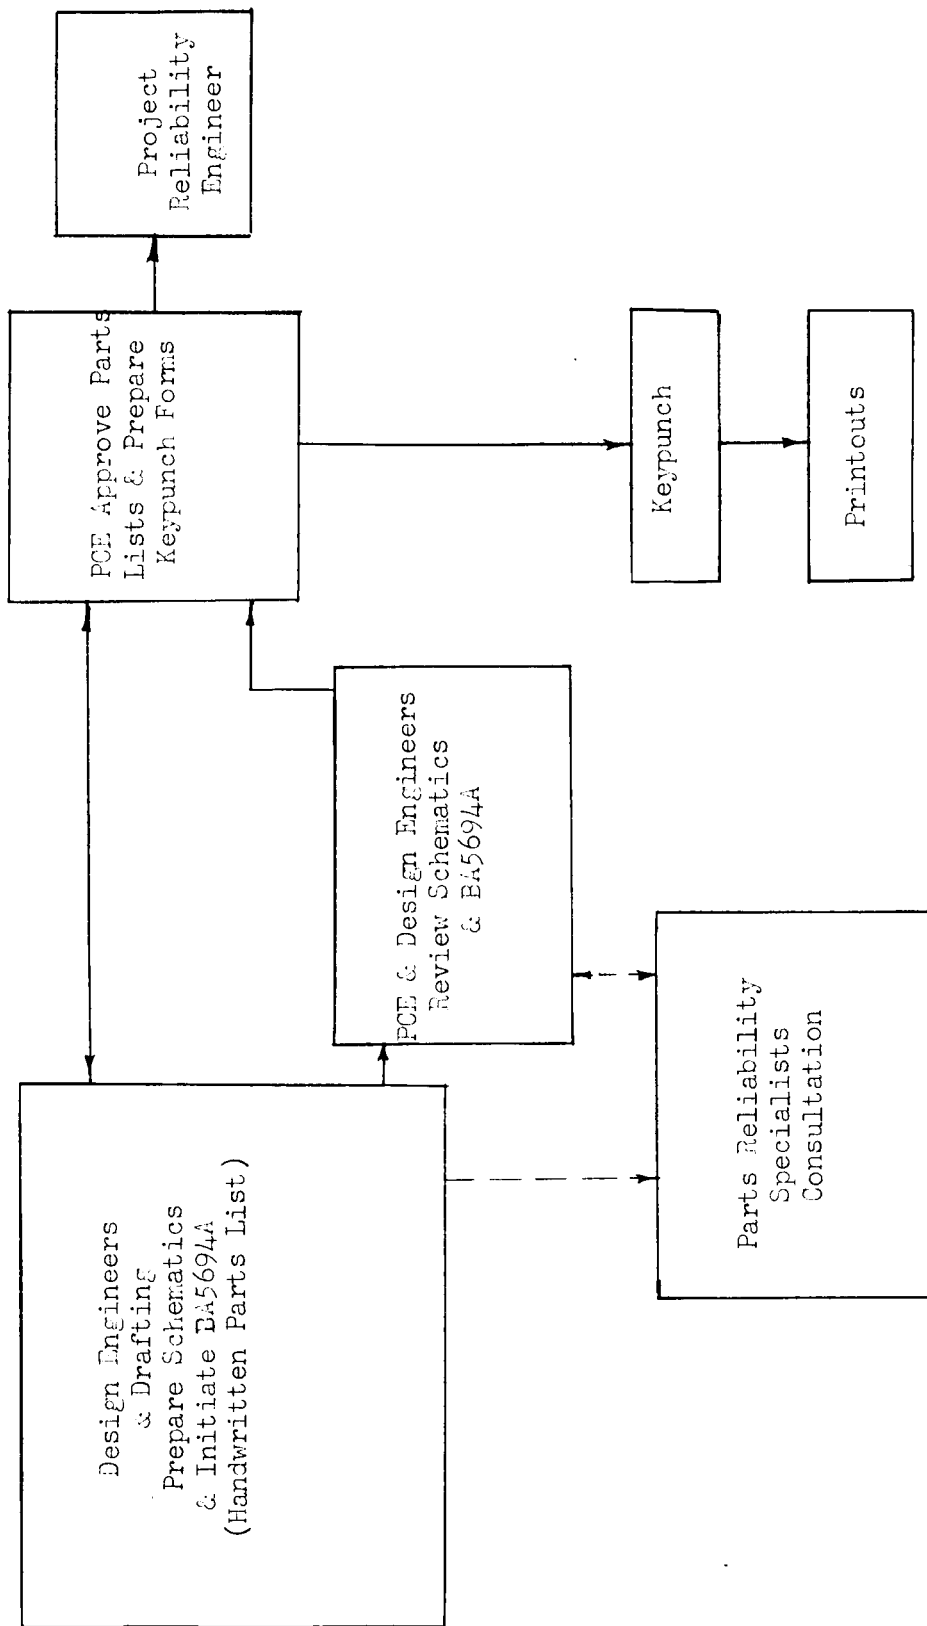 Design Engineers
& Drafting
Prepare Schematics
& Initiate BA5694A
(Handwritten Parts List)
PCE & Design Engineers
Review Schematics
& BA5694A
Parts Reliability
Specialists
Consultation
PCE Approve Parts
Lists & Prepare
Keypunch Forms
Project
Reliability
Engineer
Keypunch
Printouts